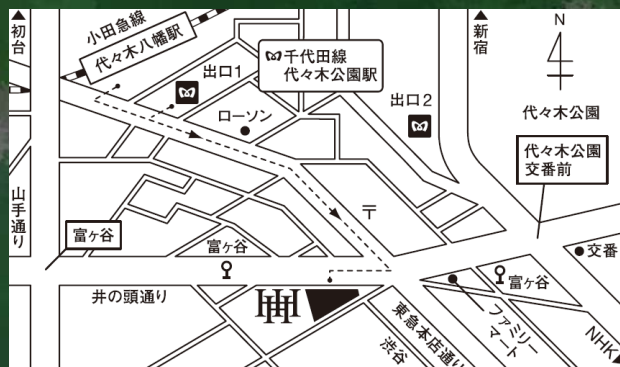 初台
小田急線
代々木八幡駅
千代田線
代々木公園駅
出口1
ローソン
出口2
新宿
N
代々木公園
代々木公園
交番前
山手通り
富ヶ谷
富ヶ谷
〒
交番
富ヶ谷
井の頭通り
HH
東急本店通り
渋谷
ファミリー
マート
NHK